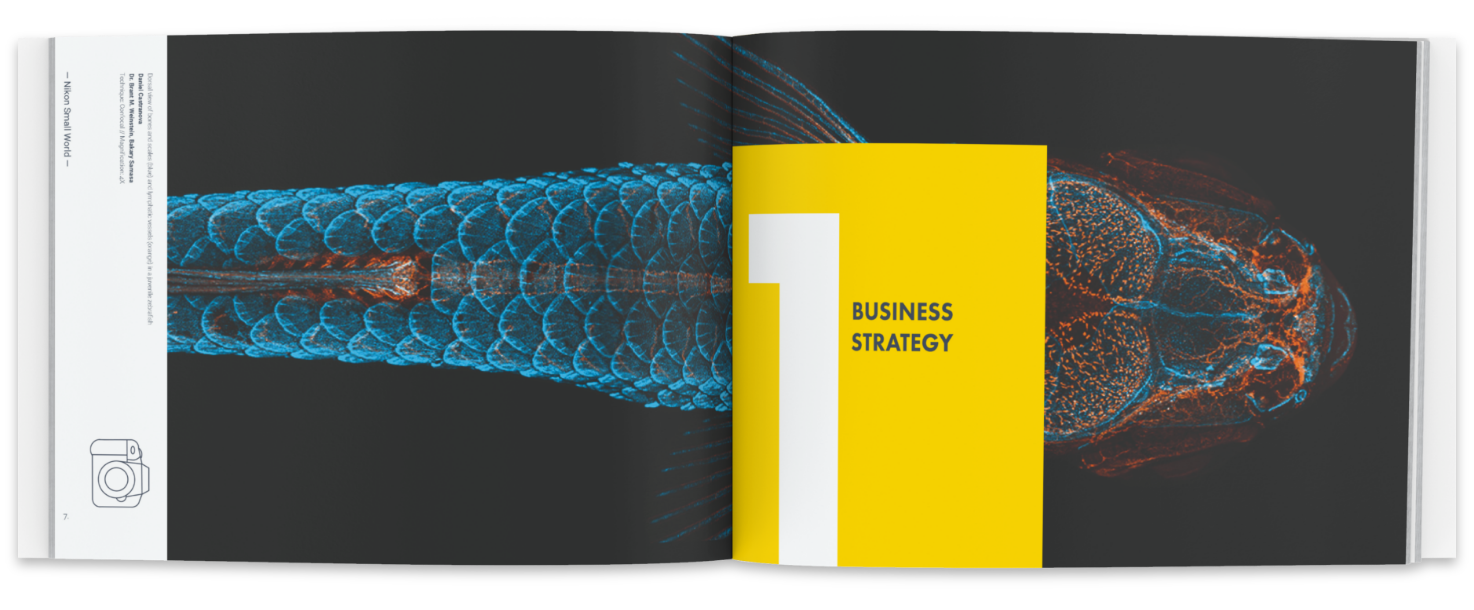 — Nikon Small World —
Dorsal view of bones and scales (blue) and lymphatic vessels (orange) in a juvenile zebrafish
Daniel Castranova
Dr. Brant M. Weinstein, Bakary Samasa
Technique: Confocal // Magnification: 4X
7
1
BUSINESS
STRATEGY